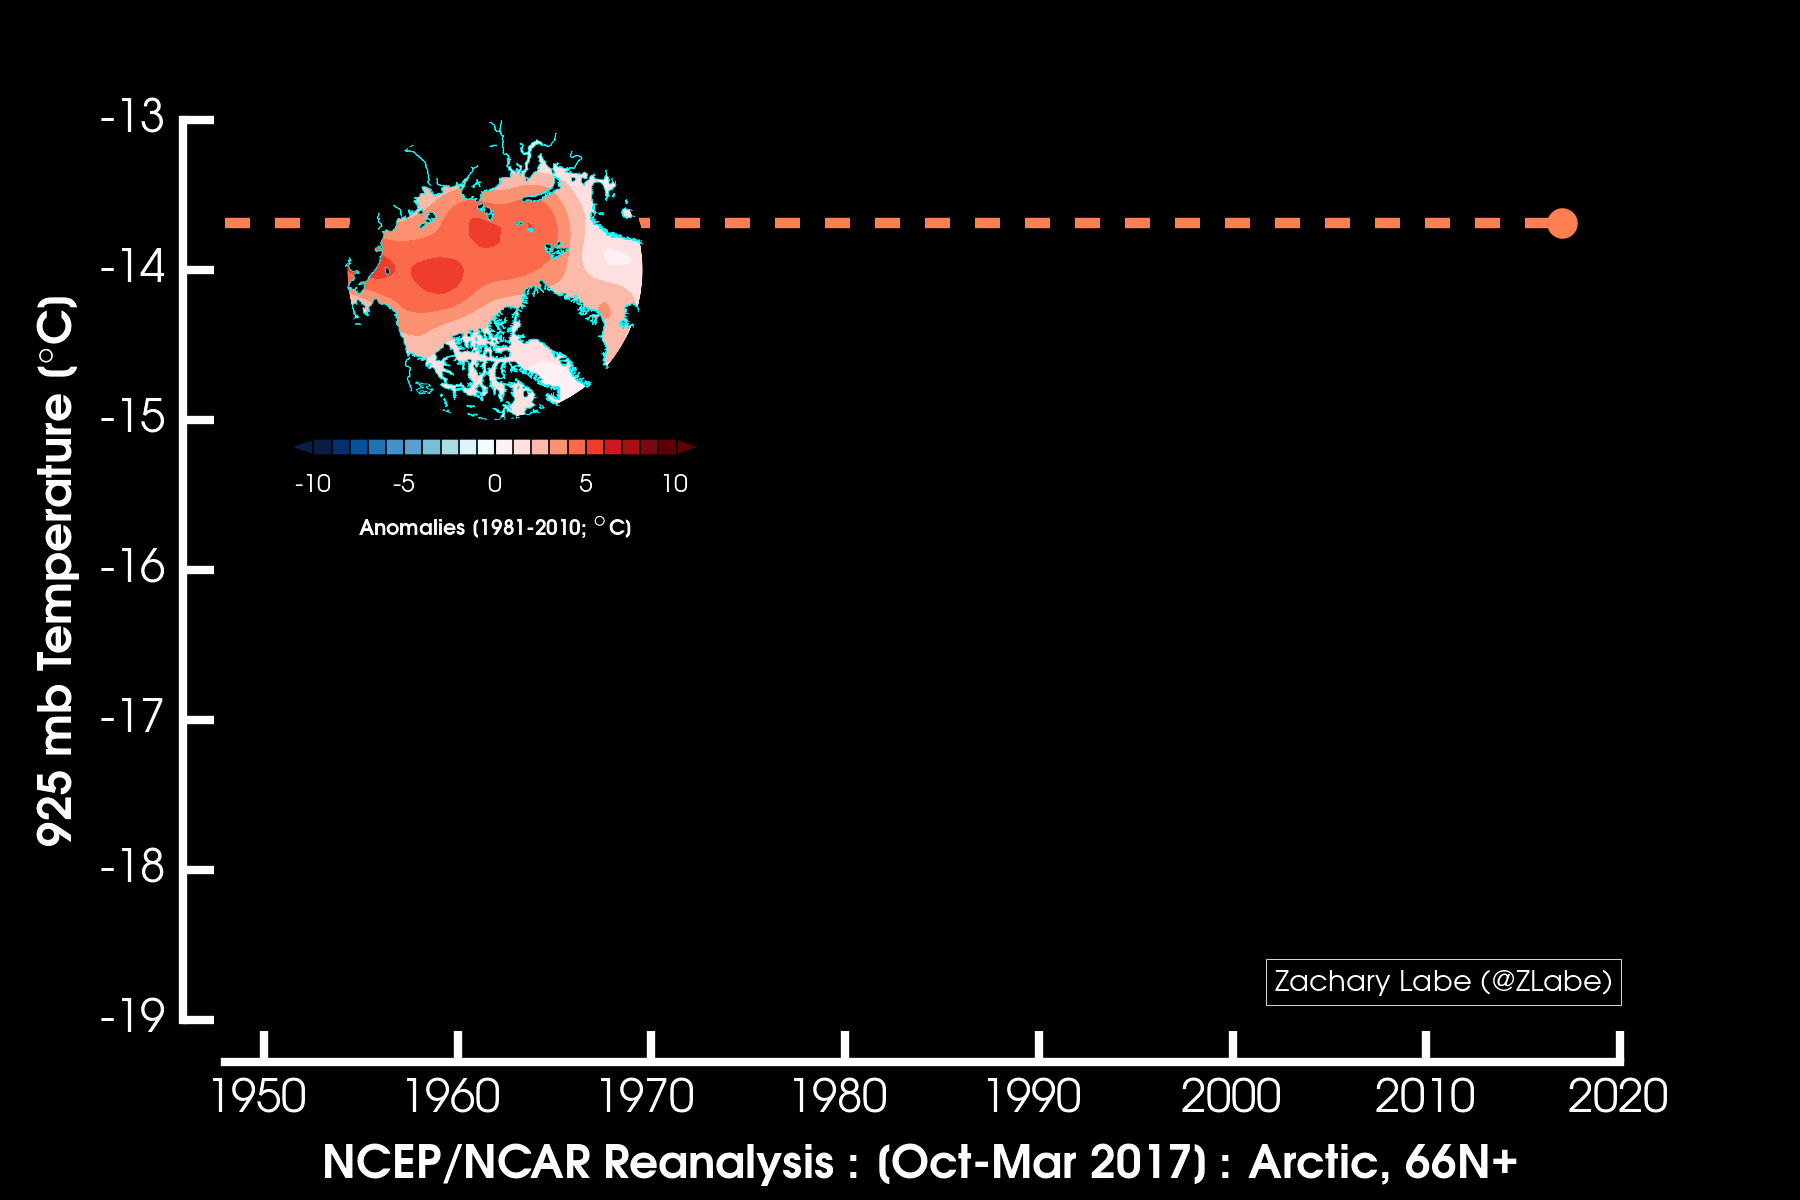 -13
-14
-15
-16
-17
-18
-19
925 mb Temperature (°C)
-10 -5 0 5 10
Anomalies (1981-2010; °C)
Zachary Labe (@ZLabe)
1950 1960 1970 1980 1990 2000 2010 2020
NCEP/NCAR Reanalysis : (Oct-Mar 2017) : Arctic, 66N+